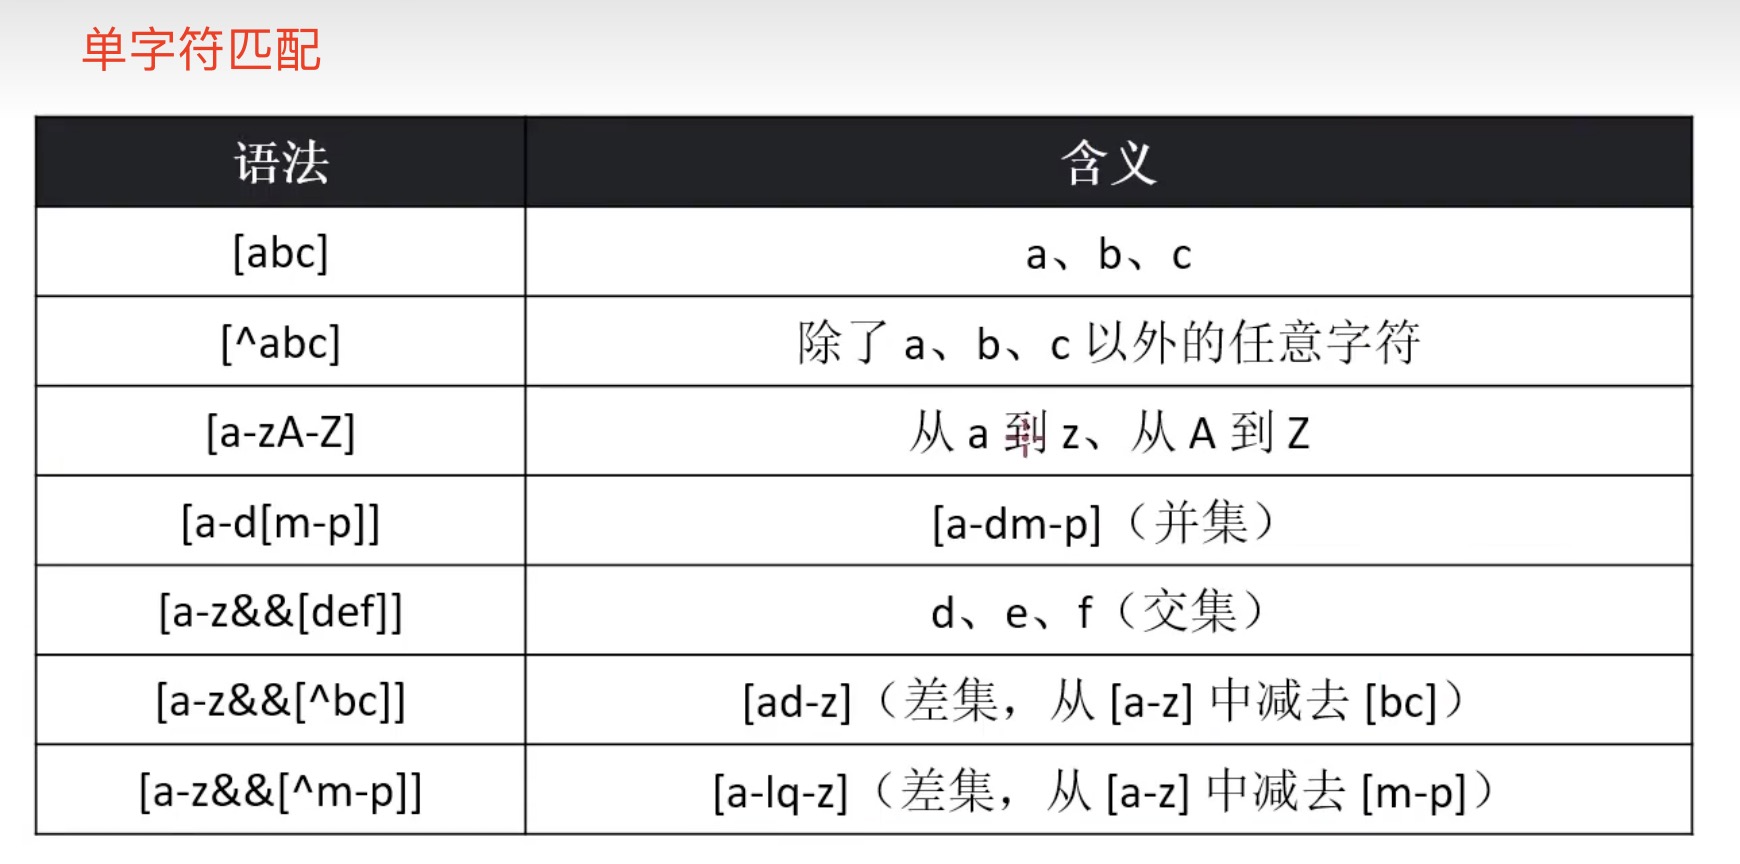 单字符匹配
语法 含义
[abc] a、b、c
[^abc] 除了 a、b、c 以外的任意字符
[a-zA-Z] 从 a 到 z、从 A 到 Z
[a-d[m-p]] [a-dm-p]（并集）
[a-z&&[def]] d、e、f（交集）
[a-z&&[^bc]] [ad-z]（差集，从 [a-z] 中减去 [bc]）
[a-z&&[^m-p]] [a-lq-z]（差集，从 [a-z] 中减去 [m-p]）